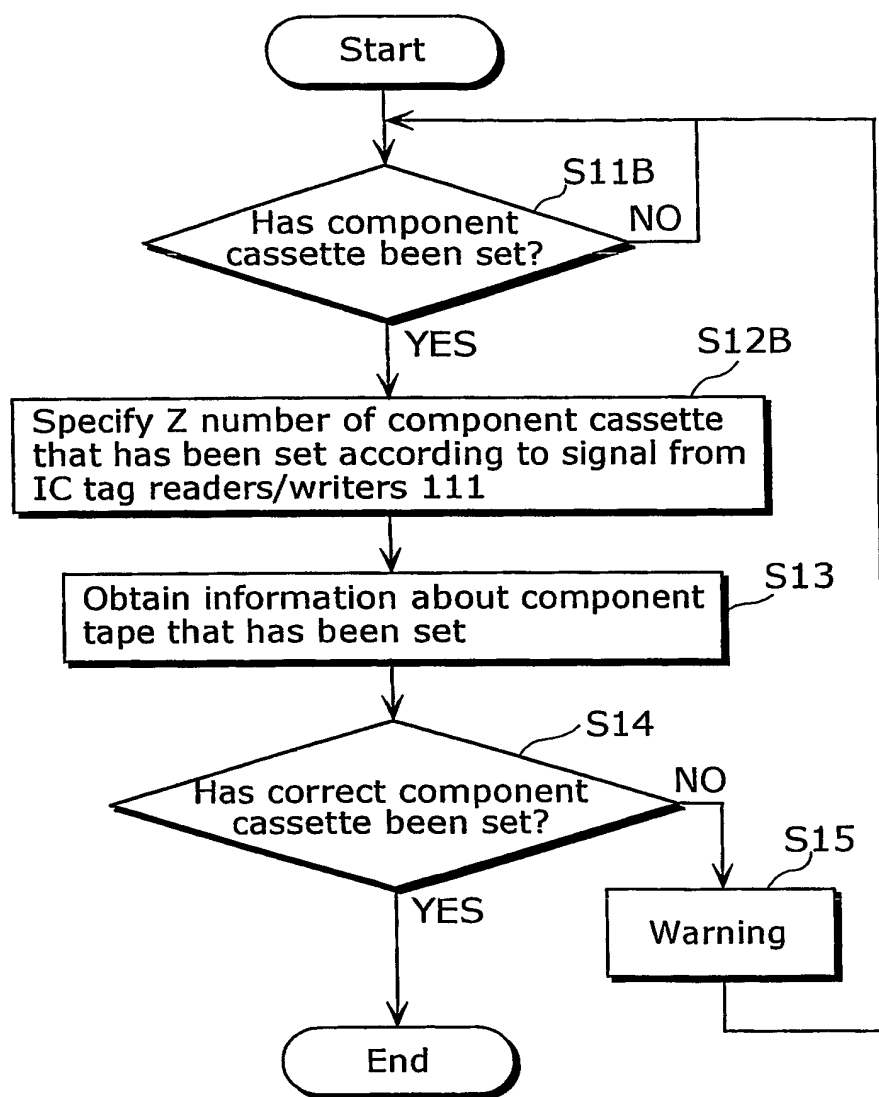 Start
S11B
Has component
cassette been set?
NO
YES
S12B
Specify Z number of component cassette
that has been set according to signal from
IC tag readers/writers 111
S13
Obtain information about component
tape that has been set
S14
Has correct component
cassette been set?
NO
YES
S15
Warning
End